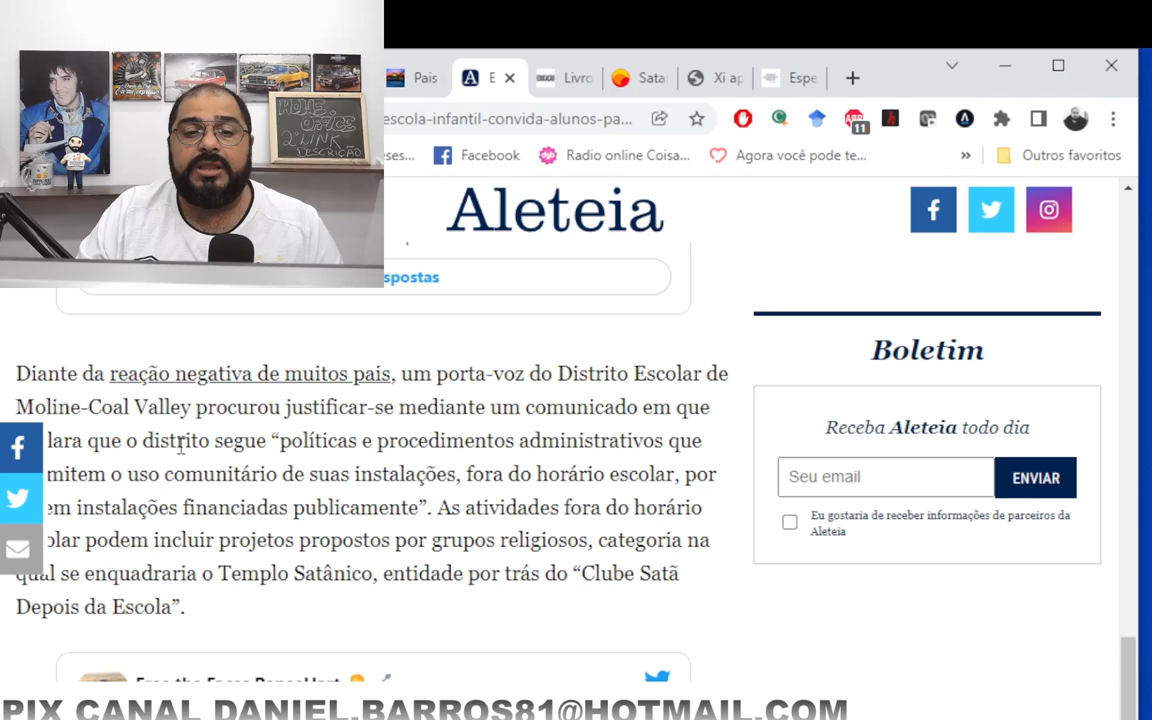 HOME.
OFFICE
2º LINK
DESCRIÇÃO
Pais
E
Livro
Sata
Xi ap
Espe
escola-infantil-convida-alunos-pa...
11
eses...
Facebook
Radio online Coisa...
Agora você pode te...
»
Outros favoritos
Aleteia
spostas
Diante da reação negativa de muitos pais, um porta-voz do Distrito Escolar de
Moline-Coal Valley procurou justificar-se mediante um comunicado em que
lara que o distrito segue “políticas e procedimentos administrativos que
mitem o uso comunitário de suas instalações, fora do horário escolar, por
em instalações financiadas publicamente”. As atividades fora do horário
olar podem incluir projetos propostos por grupos religiosos, categoria na
qual se enquadraria o Templo Satânico, entidade por trás do “Clube Satã
Depois da Escola”.
Boletim
Receba Aleteia todo dia
Seu email
ENVIAR
Eu gostaria de receber informações de parceiros da
Aleteia
PIX CANAL DANIEL.BARROS81@HOTMAIL.COM